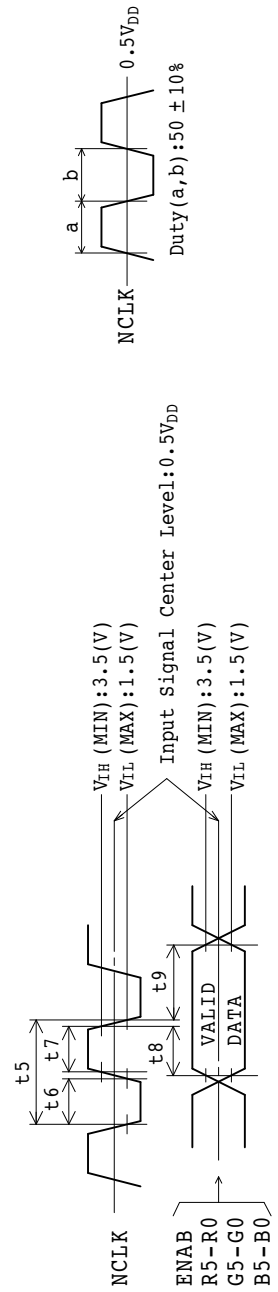 t5
t6
t7
NCLK
VIH (MIN):3.5(V)
VIL (MAX):1.5(V)
Input Signal Center Level:0.5VDD
t8
t9
ENAB
R5-R0
G5-G0
B5-B0
VALID
DATA
VIH (MIN):3.5(V)
VIL (MAX):1.5(V)
a
b
NCLK
0.5VDD
Duty(a,b):50 ±10%